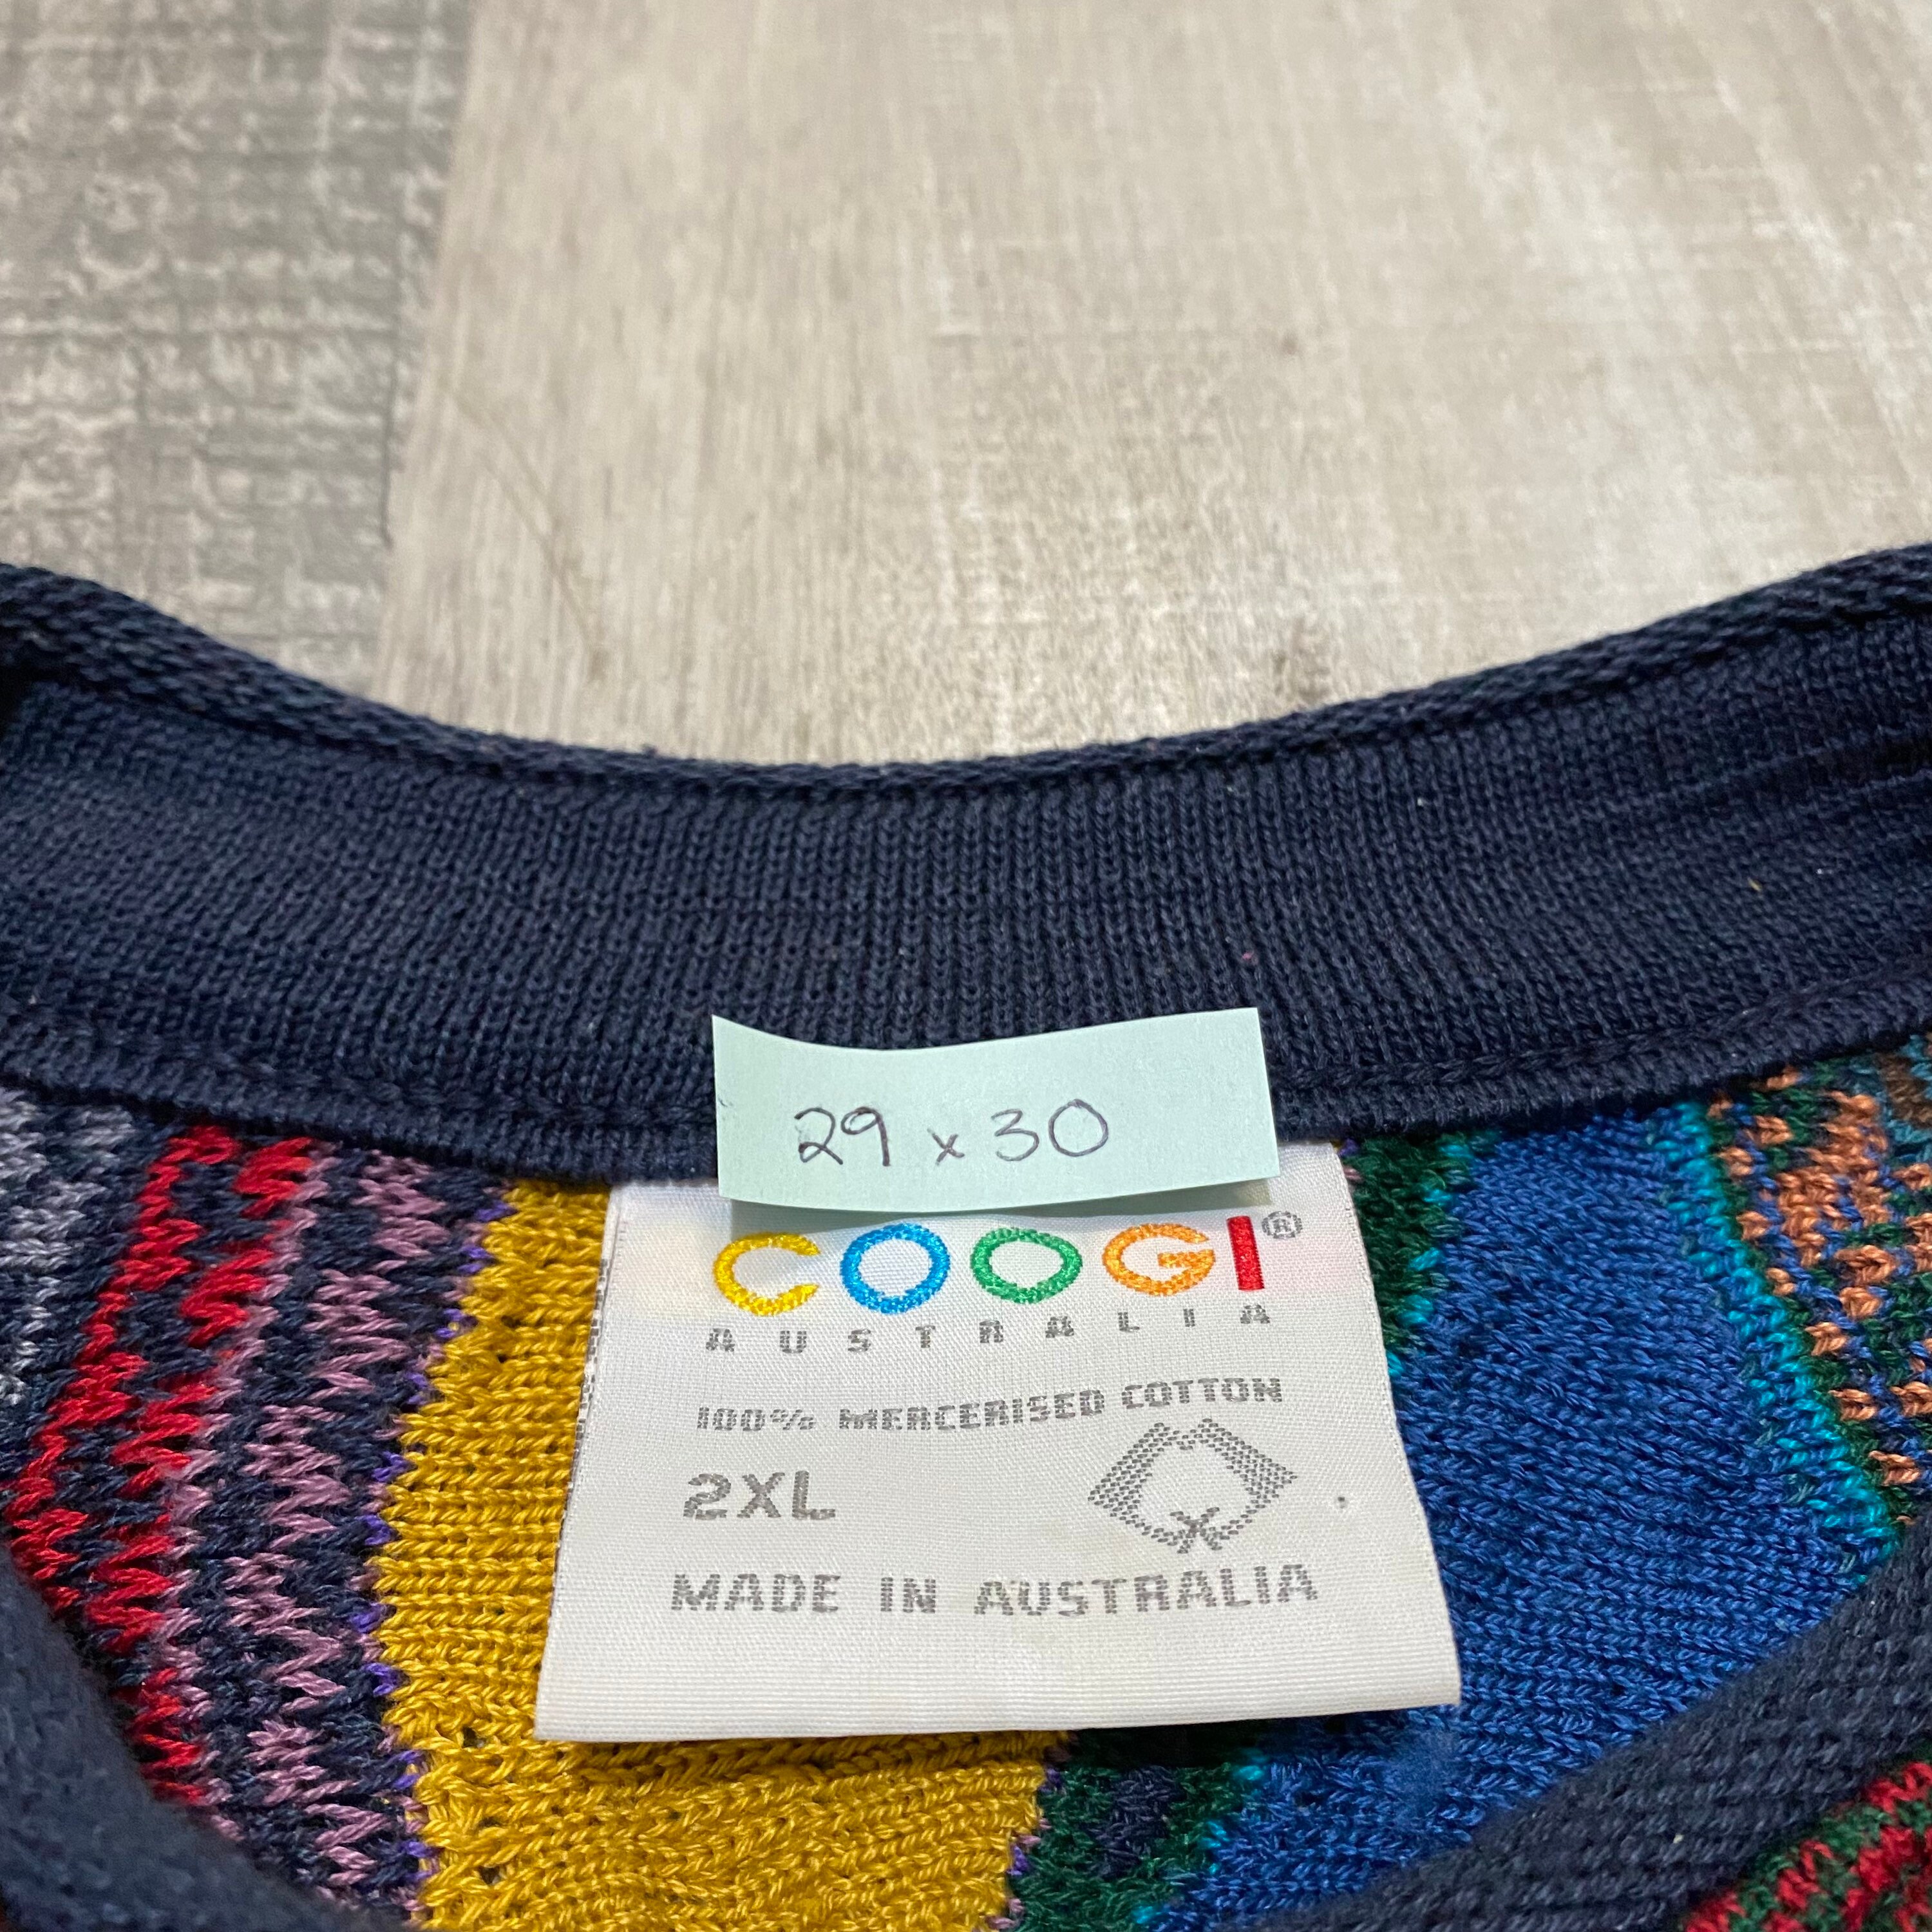 29 x 30
COOGI®
AUSTRALIA
100% MERCERISED COTTON
2XL
MADE IN AUSTRALIA